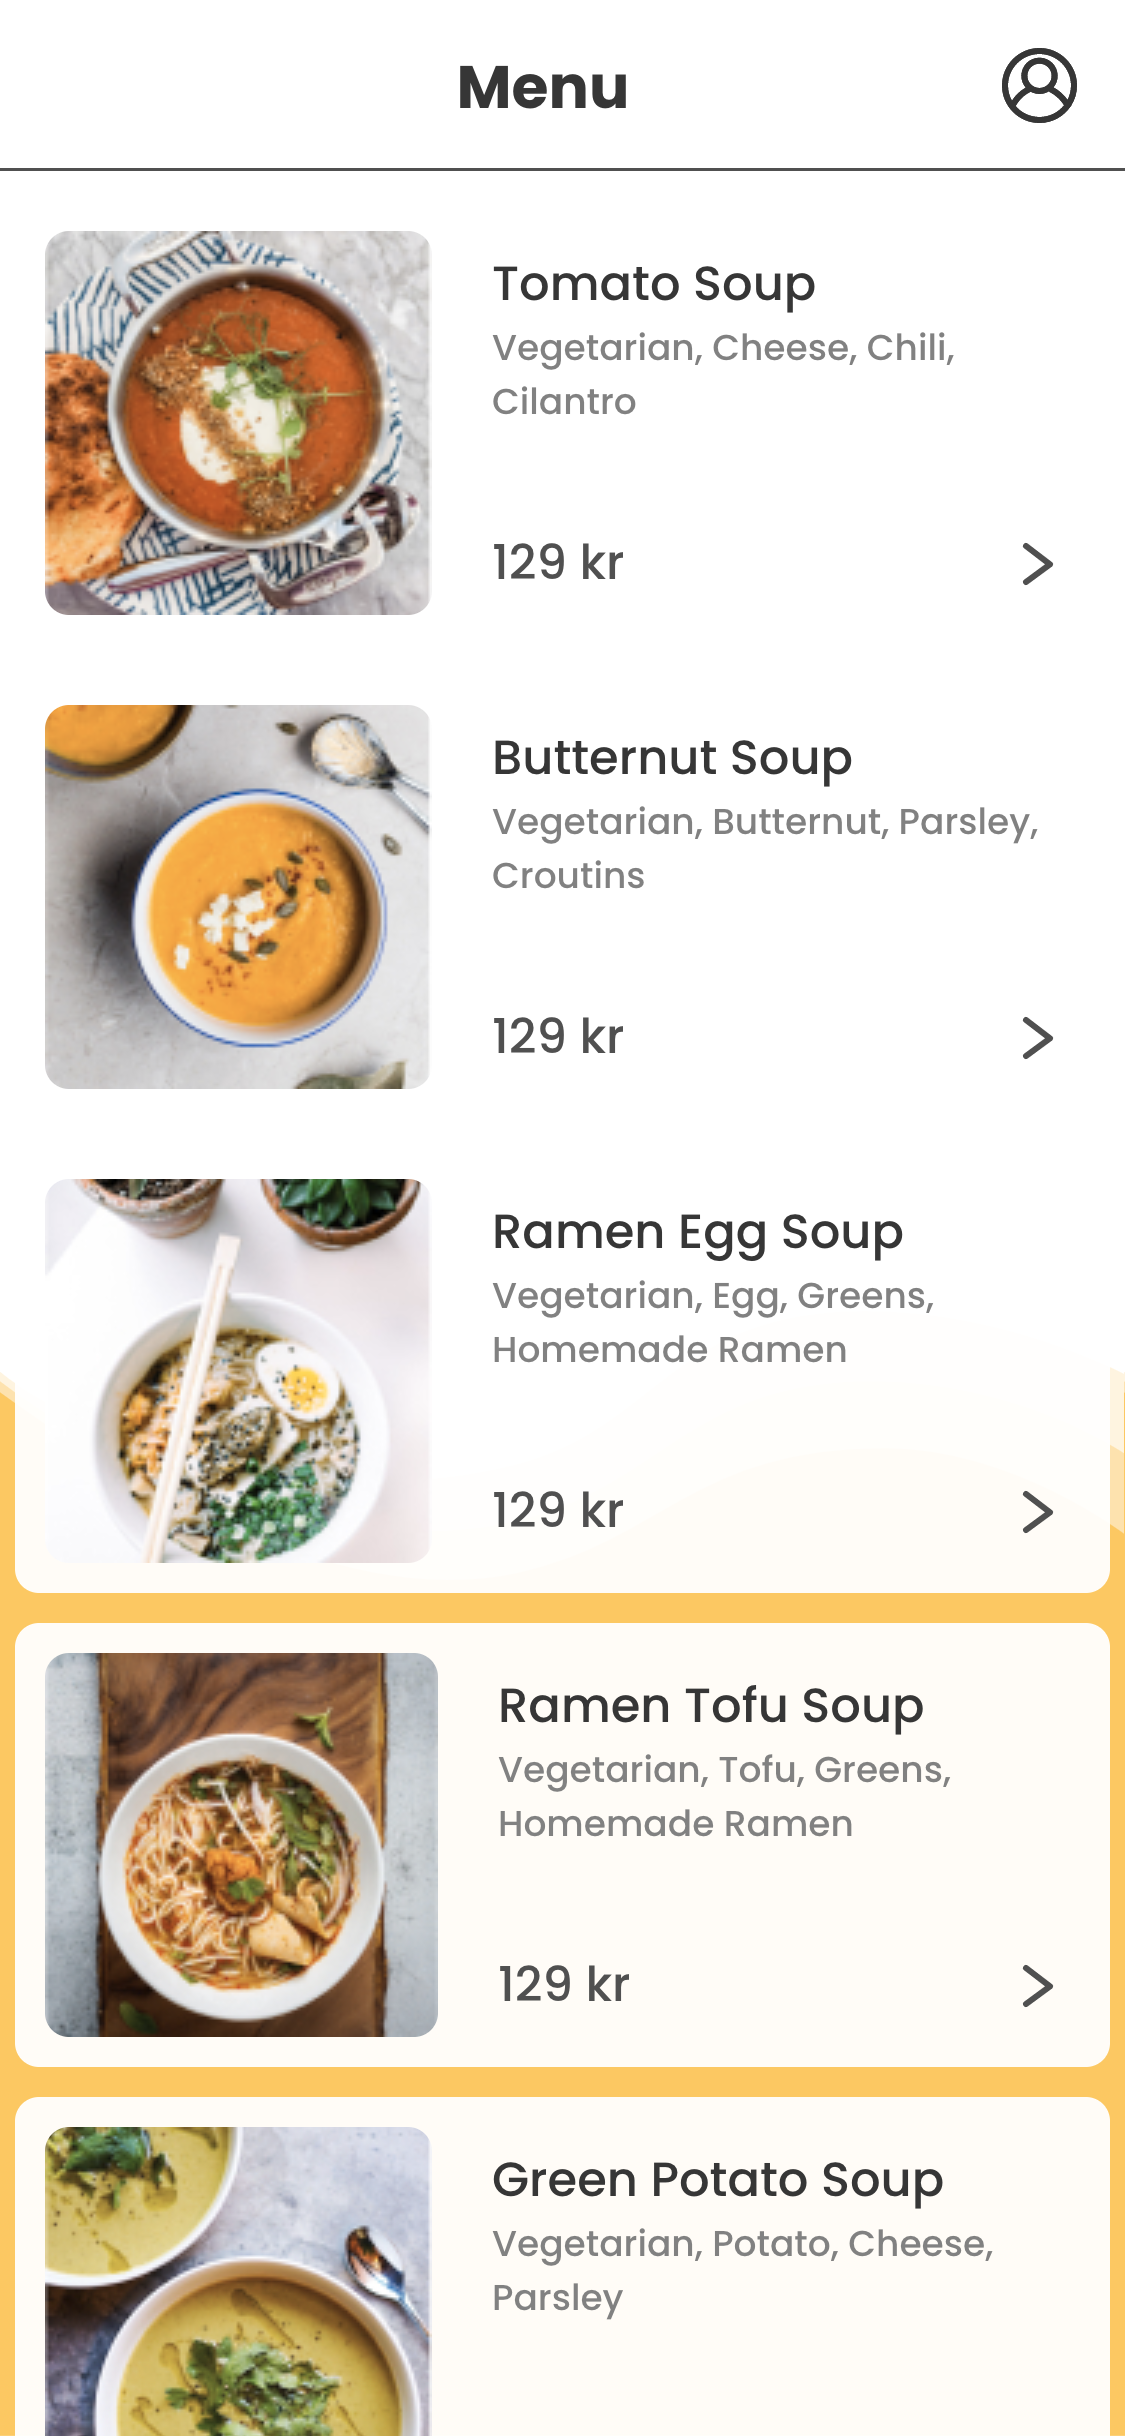 Menu
Tomato Soup
Vegetarian, Cheese, Chili,
Cilantro
129 kr
Butternut Soup
Vegetarian, Butternut, Parsley,
Croutins
129 kr
Ramen Egg Soup
Vegetarian, Egg, Greens,
Homemade Ramen
129 kr
Ramen Tofu Soup
Vegetarian, Tofu, Greens,
Homemade Ramen
129 kr
Green Potato Soup
Vegetarian, Potato, Cheese,
Parsley